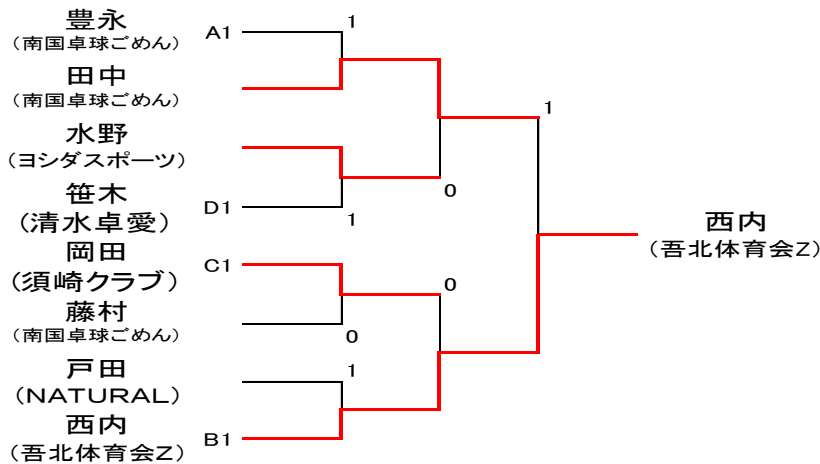 豊永
(南国卓球ごめん)
A1
1
田中
(南国卓球ごめん)
1
水野
(ヨシダスポーツ)
0
笹木
(清水卓愛)
D1
1
西内
(吾北体育会Z)
岡田
(須崎クラブ)
C1
0
藤村
(南国卓球ごめん)
0
戸田
(NATURAL)
1
西内
(吾北体育会Z)
B1